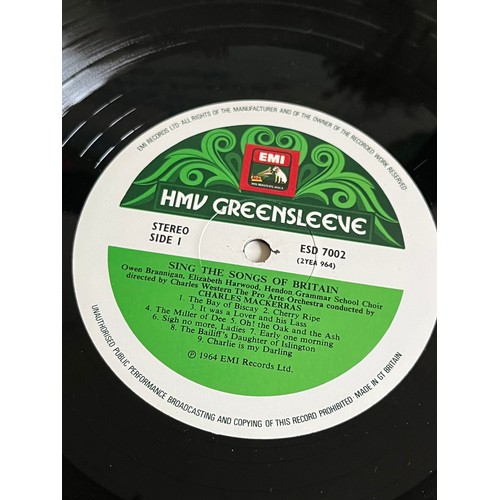 EMI RECORDS LTD· ALL RIGHTS OF THE MANUFACTURER AND OF THE OWNER OF THE RECORDED WORK RESERVED
EMI
HIS MASTER'S VOICE
HMV GREENSLEEVE
STEREO
SIDE 1
ESD 7002
(2YEA 964)
SING THE SONGS OF BRITAIN
Owen Brannigan, Elizabeth Harwood, Hendon Grammar School Choir
directed by Charles Western The Pro Arte Orchestra conducted by
CHARLES MACKERRAS
1. The Bay of Biscay 2. Cherry Ripe
3. It was a Lover and his Lass
4. The Miller of Dee 5. Oh! the Oak and the Ash
6. Sigh no more, Ladies 7. Early one morning
8. The Bailiff's Daughter of Islington
9. Charlie is my Darling
℗ 1964 EMI Records Ltd.
UNAUTHORISED PUBLIC PERFORMANCE BROADCASTING AND COPYING OF THIS RECORD PROHIBITED · MADE IN GT BRITAIN